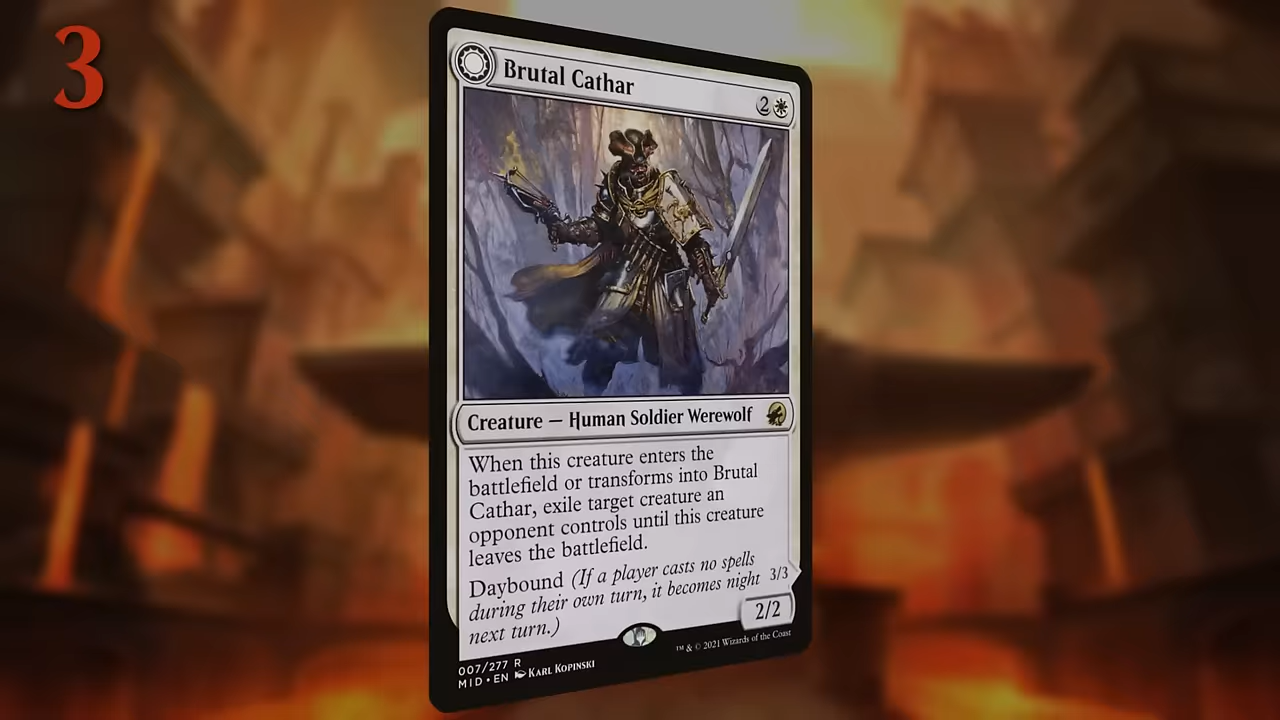 3
Brutal Cathar
2
Creature — Human Soldier Werewolf
When this creature enters the
battlefield or transforms into Brutal
Cathar, exile target creature an
opponent controls until this creature
leaves the battlefield.
Daybound (If a player casts no spells
during their own turn, it becomes night
next turn.)
3/3
2/2
007/277 R
MID • EN KARL KOPINSKI
™ & © 2021 Wizards of the Coast